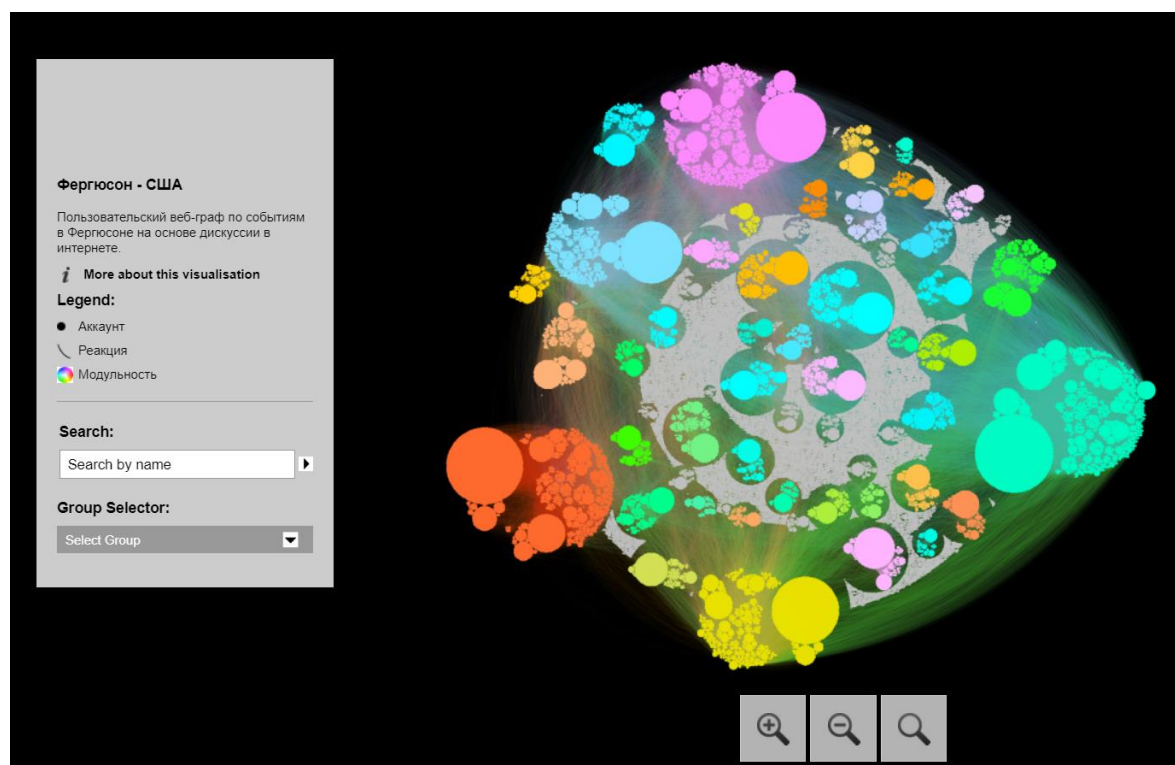 Фергюсон - США
Пользовательский веб-граф по событиям
в Фергюсоне на основе дискуссии в
интернете.
i More about this visualisation
Legend:
Аккаунт
Реакция
Модульность
Search:
Search by name
Group Selector:
Select Group